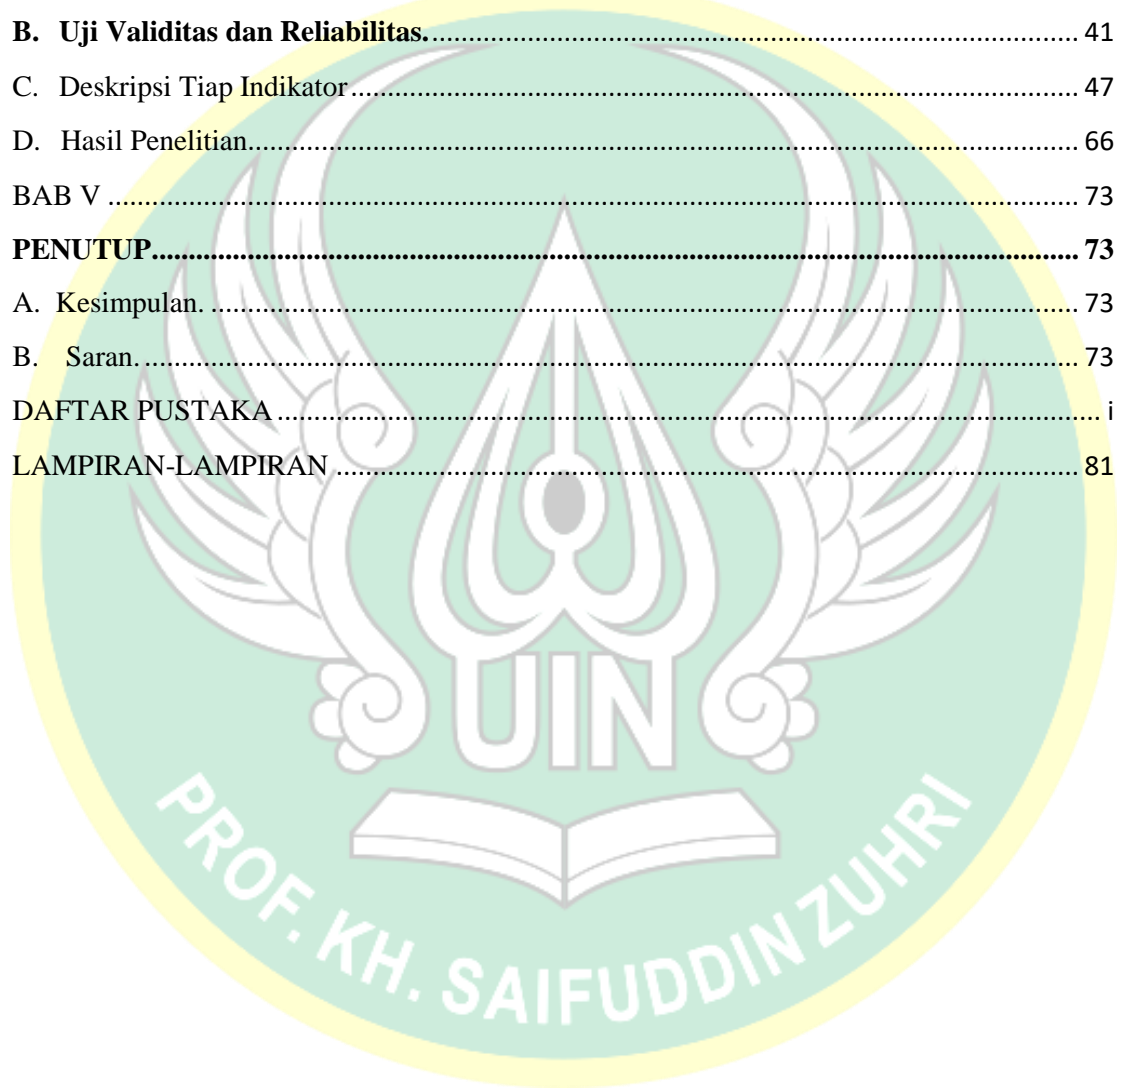 B. Uji Validitas dan Reliabilitas. 41
C. Deskripsi Tiap Indikator 47
D. Hasil Penelitian 66
BAB V 73
PENUTUP 73
A. Kesimpulan. 73
B. Saran. 73
DAFTAR PUSTAKA i
LAMPIRAN-LAMPIRAN 81
UIN
PROF. KH. SAIFUDDIN ZUHRI